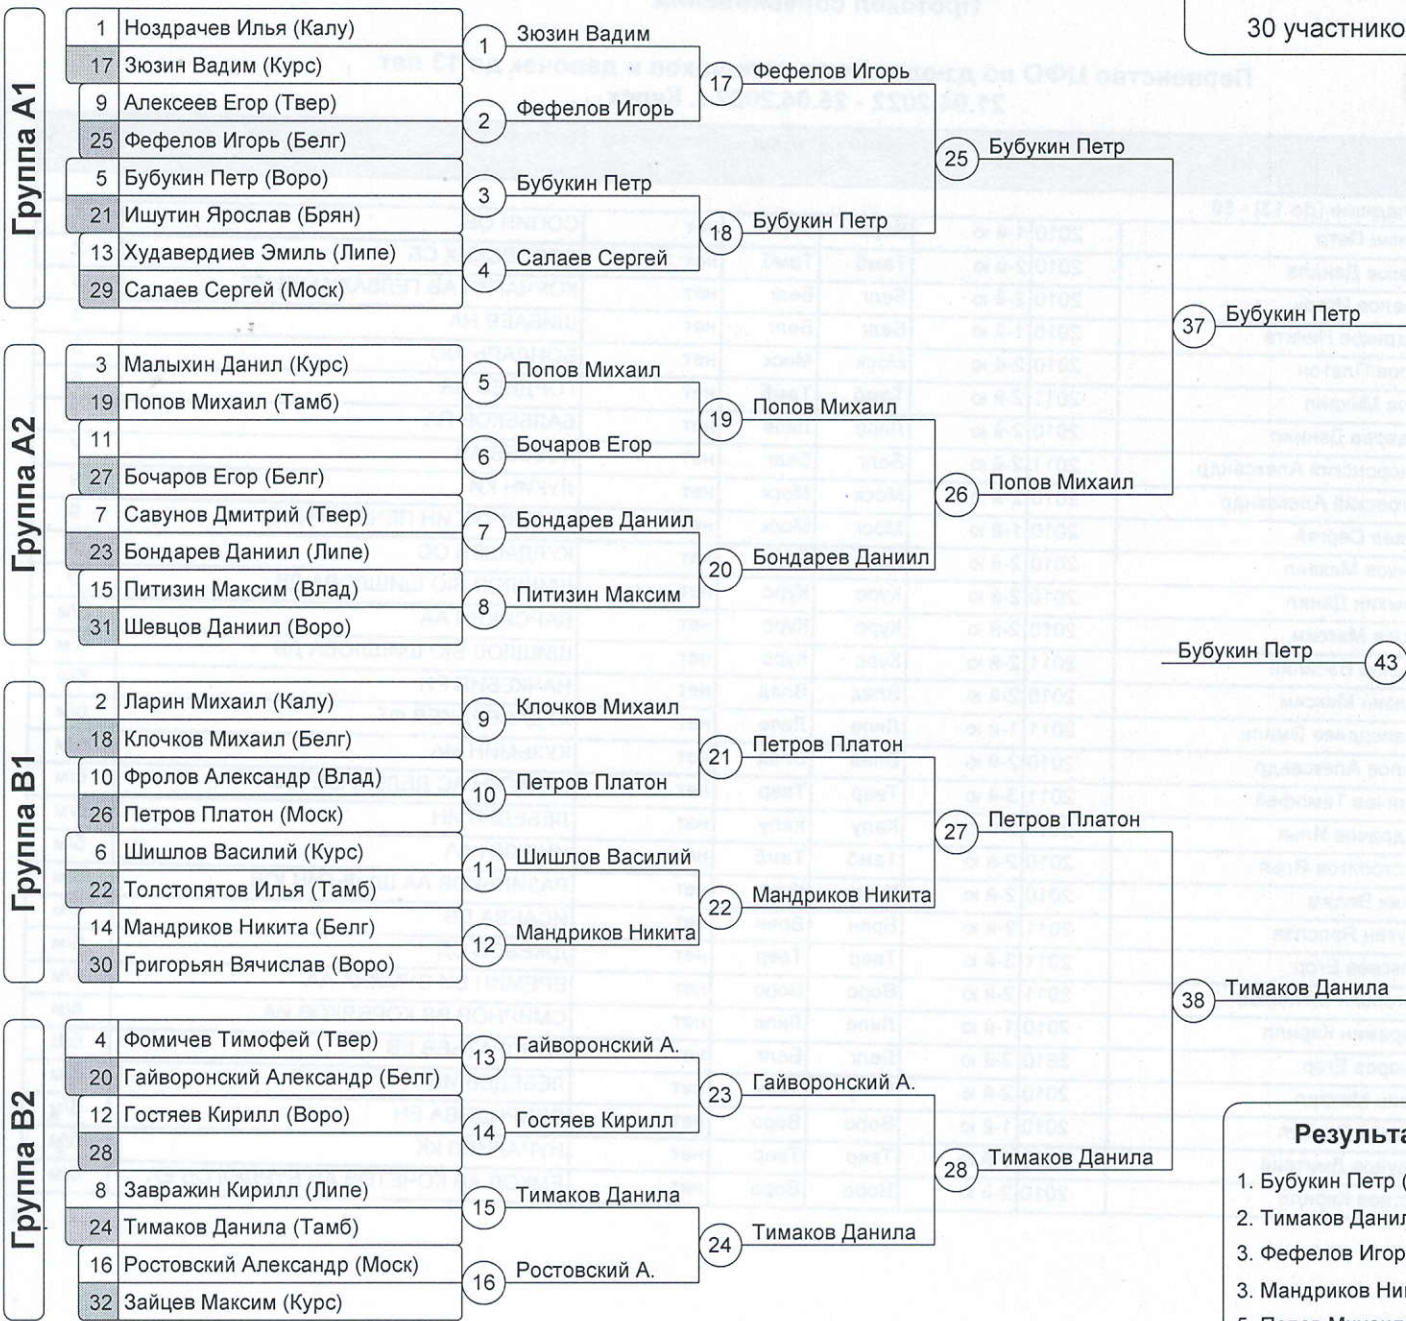 30 участнико
Группа А1
1 Ноздрачев Илья (Калу)
17 Зюзин Вадим (Курс)
9 Алексеев Егор (Твер)
25 Фефелов Игорь (Белг)
5 Бубукин Петр (Воро)
21 Ишутин Ярослав (Брян)
13 Худавердиев Эмиль (Липе)
29 Салаев Сергей (Моск)
1 Зюзин Вадим
2 Фефелов Игорь
3 Бубукин Петр
4 Салаев Сергей
17 Фефелов Игорь
18 Бубукин Петр
25 Бубукин Петр
Группа А2
3 Малыхин Данил (Курс)
19 Попов Михаил (Тамб)
11
27 Бочаров Егор (Белг)
7 Савунов Дмитрий (Твер)
23 Бондарев Даниил (Липе)
15 Питизин Максим (Влад)
31 Шевцов Даниил (Воро)
5 Попов Михаил
6 Бочаров Егор
7 Бондарев Даниил
8 Питизин Максим
19 Попов Михаил
20 Бондарев Даниил
26 Попов Михаил
37 Бубукин Петр
Бубукин Петр 43
Группа В1
2 Ларин Михаил (Калу)
18 Клочков Михаил (Белг)
10 Фролов Александр (Влад)
26 Петров Платон (Моск)
6 Шишлов Василий (Курс)
22 Толстопятов Илья (Тамб)
14 Мандриков Никита (Белг)
30 Григорьян Вячислав (Воро)
9 Клочков Михаил
10 Петров Платон
11 Шишлов Василий
12 Мандриков Никита
21 Петров Платон
22 Мандриков Никита
27 Петров Платон
Группа В2
4 Фомичев Тимофей (Твер)
20 Гайворонский Александр (Белг)
12 Гостяев Кирилл (Воро)
28
8 Завражин Кирилл (Липе)
24 Тимаков Данила (Тамб)
16 Ростовский Александр (Моск)
32 Зайцев Максим (Курс)
13 Гайворонский А.
14 Гостяев Кирилл
15 Тимаков Данила
16 Ростовский А.
23 Гайворонский А.
24 Тимаков Данила
28 Тимаков Данила
38 Тимаков Данила
Результа
1. Бубукин Петр (
2. Тимаков Данил
3. Фефелов Игор
3. Мандриков Ни